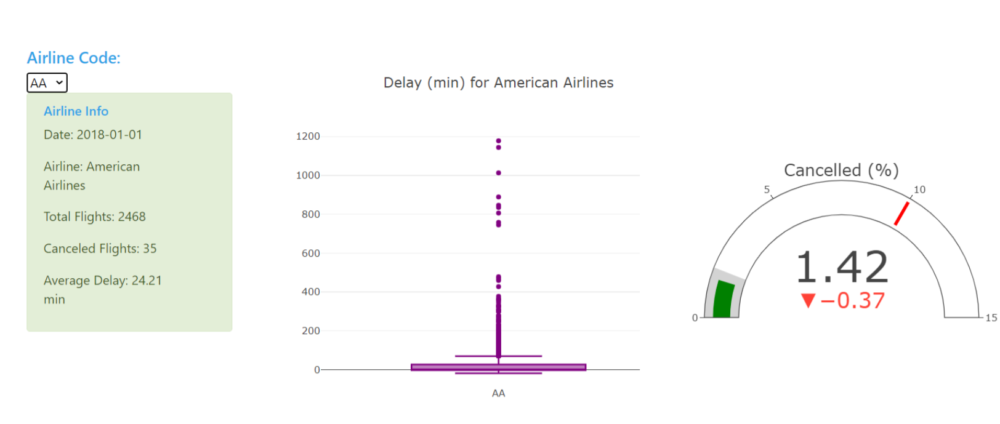 Airline Code:
AA
Airline Info
Date: 2018-01-01
Airline: American
Airlines
Total Flights: 2468
Canceled Flights: 35
Average Delay: 24.21
min
Delay (min) for American Airlines
1200
1000
800
600
400
200
0
AA
Cancelled (%)
5
10
1.42
▼−0.37
0
15